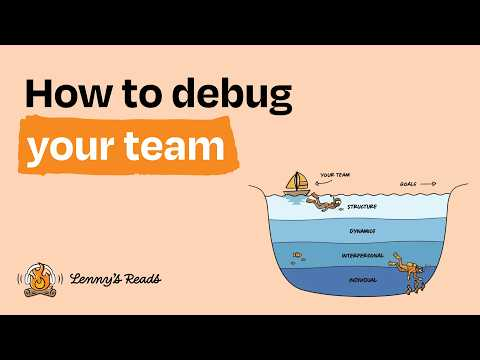 How to debug
your team
YOUR TEAM
GOALS
STRUCTURE
DYNAMICS
INTERPERSONAL
INDIVIDUAL
Lenny's Reads